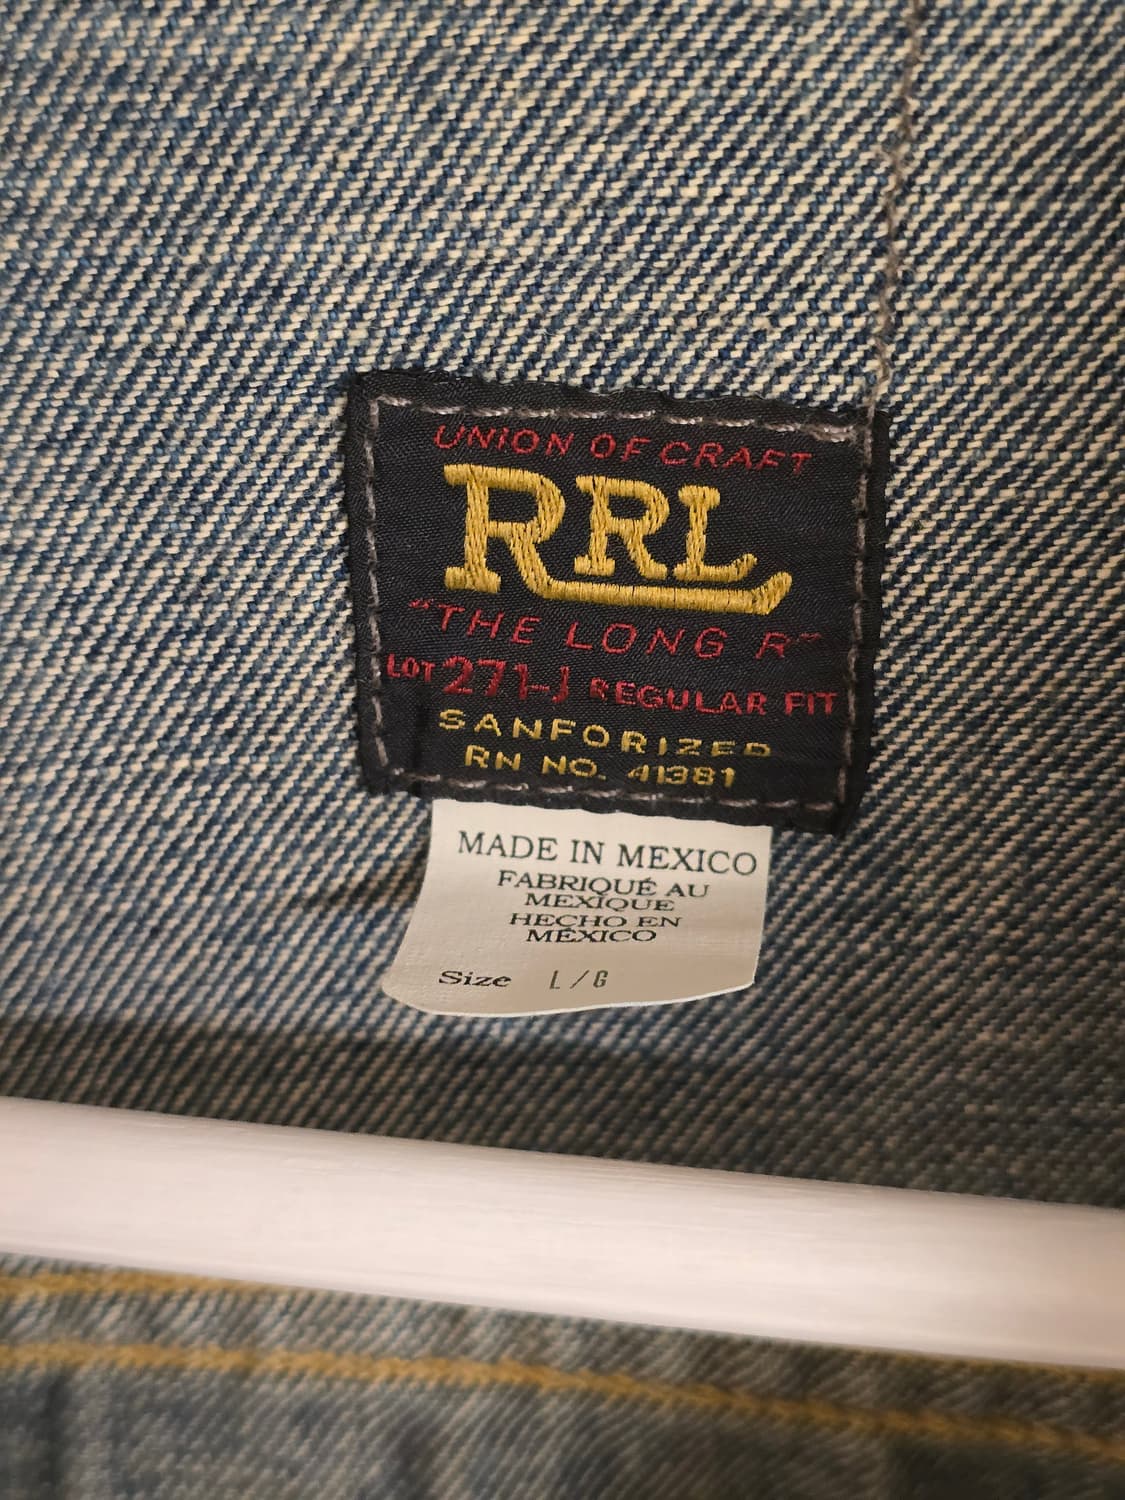 UNION OF CRAFT
RRL
"THE LONG R"
LOT 271-J REGULAR FIT
SANFORIZED
RN NO. 41381
MADE IN MEXICO
FABRIQUÉ AU
MEXIQUE
HECHO EN
MÉXICO
Size L/G